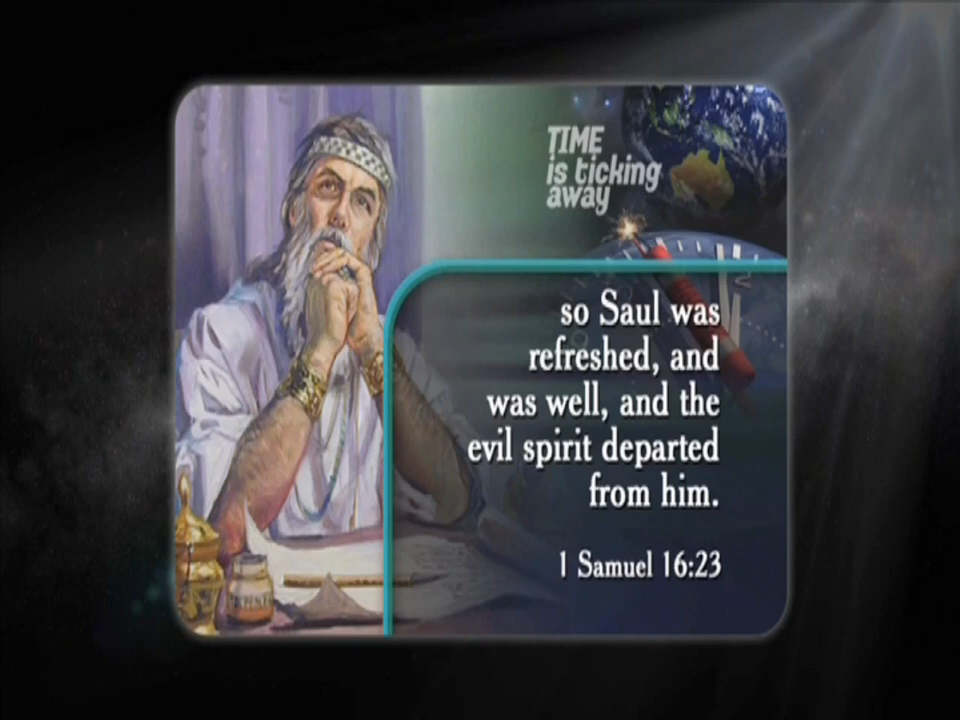 TIME
is ticking
away
so Saul was
refreshed, and
was well, and the
evil spirit departed
from him.
1 Samuel 16:23